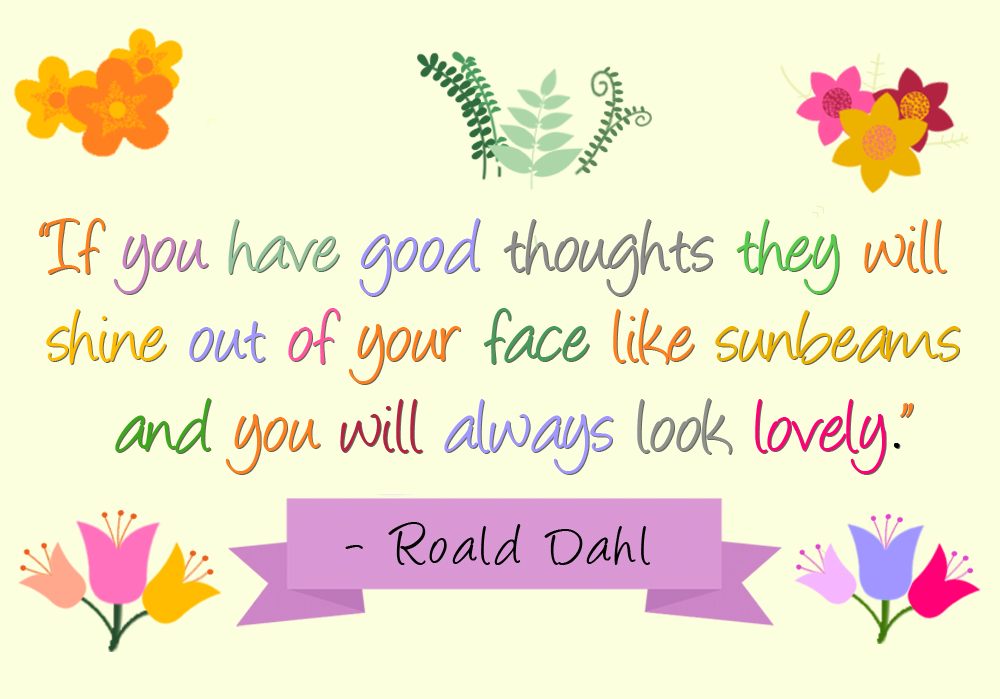 “If you have good thoughts they will
shine out of your face like sunbeams
and you will always look lovely.”
- Roald Dahl